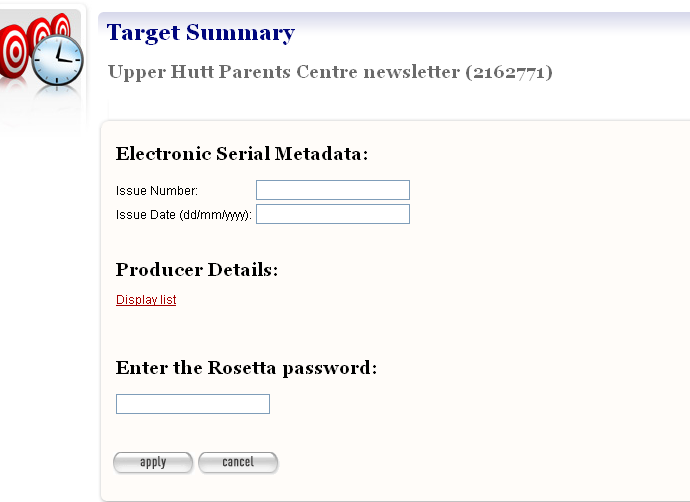 Target Summary
Upper Hutt Parents Centre newsletter (2162771)
Electronic Serial Metadata:
Issue Number:
Issue Date (dd/mm/yyyy):
Producer Details:
Display list
Enter the Rosetta password:
apply cancel